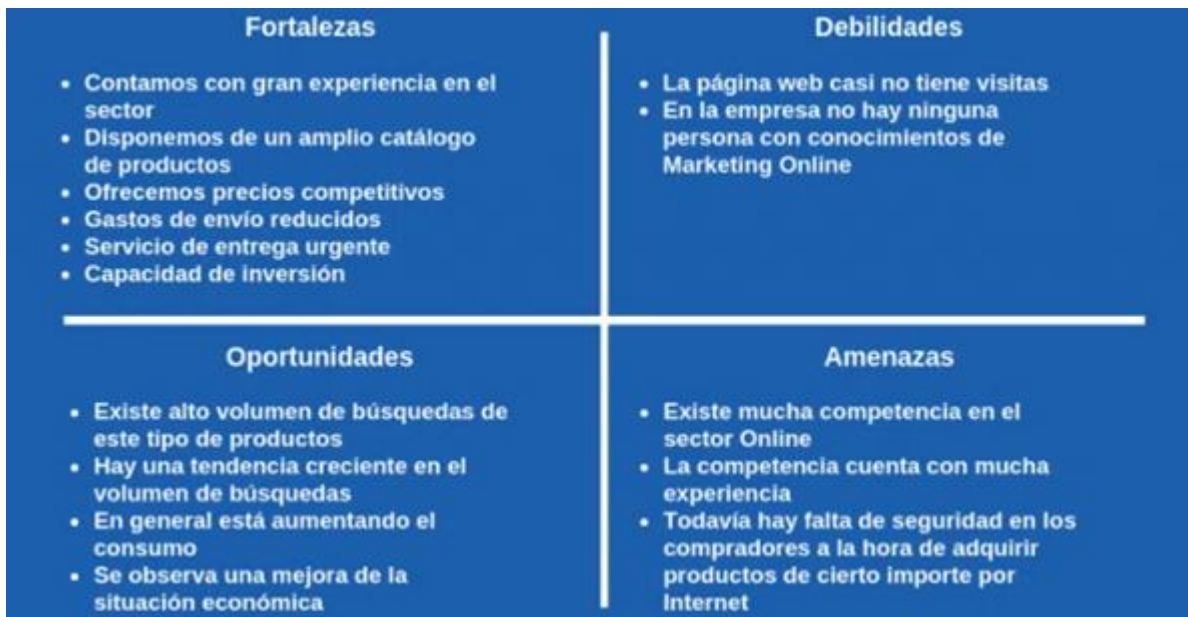 Fortalezas
• Contamos con gran experiencia en el
sector
• Disponemos de un amplio catálogo
de productos
• Ofrecemos precios competitivos
• Gastos de envío reducidos
• Servicio de entrega urgente
• Capacidad de inversión
Debilidades
• La página web casi no tiene visitas
• En la empresa no hay ninguna
persona con conocimientos de
Marketing Online
Oportunidades
• Existe alto volumen de búsquedas de
este tipo de productos
• Hay una tendencia creciente en el
volumen de búsquedas
• En general está aumentando el
consumo
• Se observa una mejora de la
situación económica
Amenazas
• Existe mucha competencia en el
sector Online
• La competencia cuenta con mucha
experiencia
• Todavía hay falta de seguridad en los
compradores a la hora de adquirir
productos de cierto importe por
Internet